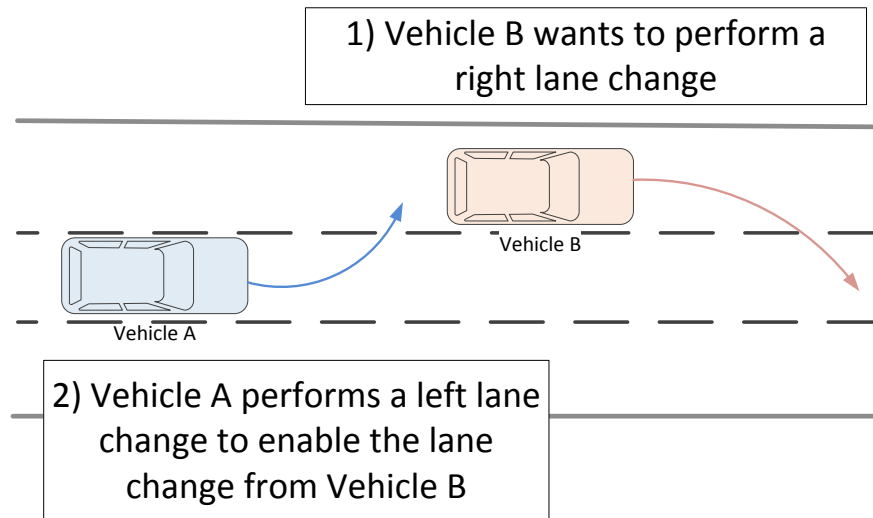 1) Vehicle B wants to perform a
right lane change
Vehicle B
Vehicle A
2) Vehicle A performs a left lane
change to enable the lane
change from Vehicle B